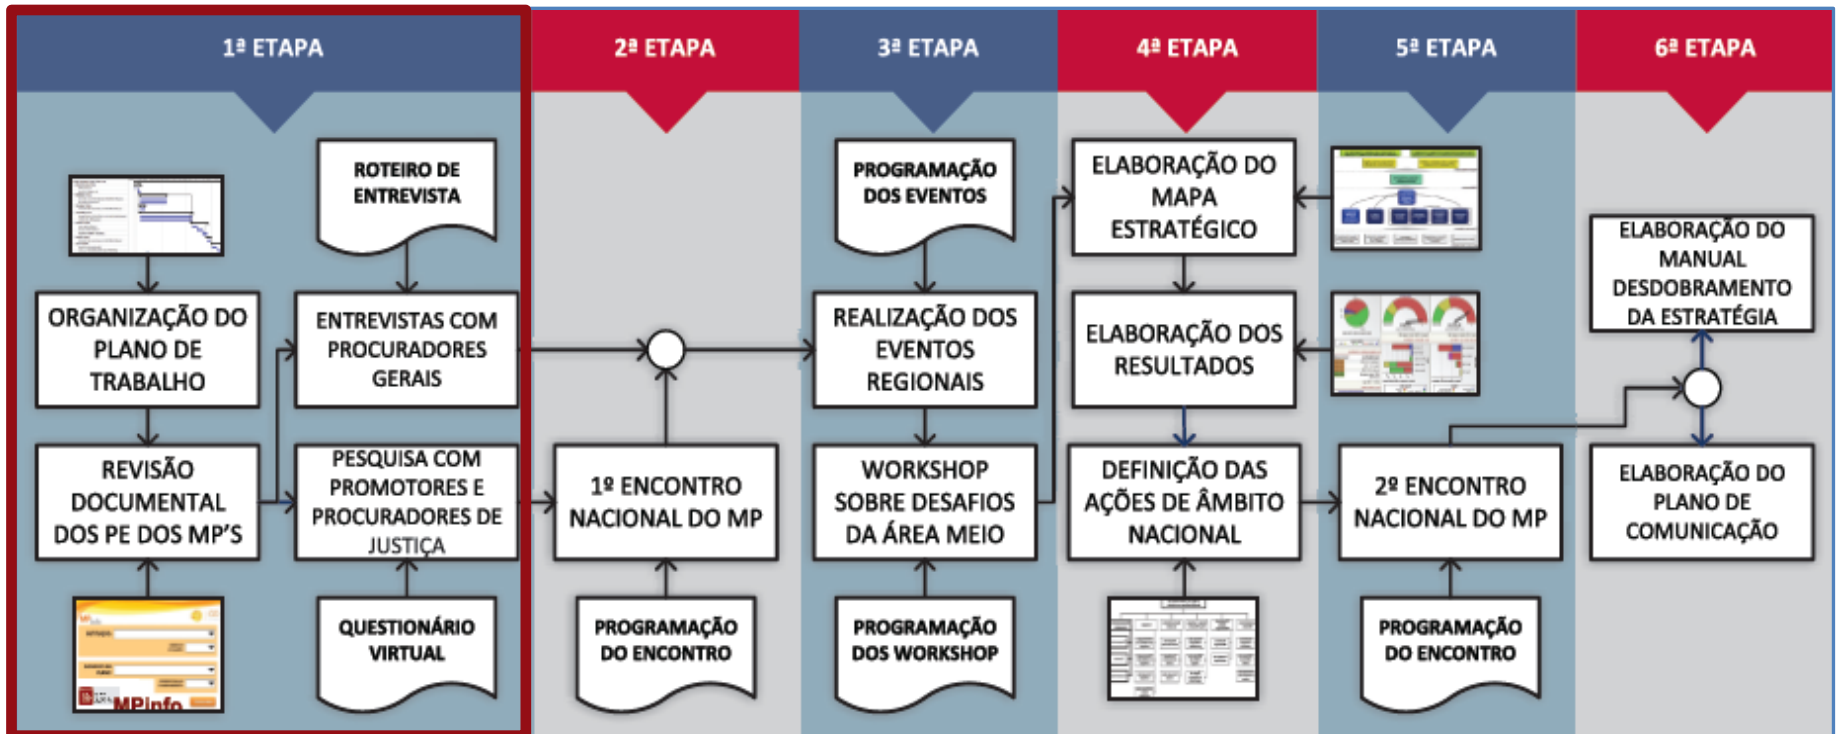 1ª ETAPA
2ª ETAPA
3ª ETAPA
4ª ETAPA
5ª ETAPA
6ª ETAPA
ROTEIRO DE
ENTREVISTA
ORGANIZAÇÃO DO
PLANO DE
TRABALHO
ENTREVISTAS COM
PROCURADORES
GERAIS
REVISÃO
DOCUMENTAL
DOS PE DOS MP'S
PESQUISA COM
PROMOTORES E
PROCURADORES DE
JUSTIÇA
MPinfo
QUESTIONÁRIO
VIRTUAL
1º ENCONTRO
NACIONAL DO MP
PROGRAMAÇÃO
DO ENCONTRO
PROGRAMAÇÃO
DOS EVENTOS
REALIZAÇÃO DOS
EVENTOS
REGIONAIS
WORKSHOP
SOBRE DESAFIOS
DA ÁREA MEIO
PROGRAMAÇÃO
DOS WORKSHOP
ELABORAÇÃO DO
MAPA
ESTRATÉGICO
ELABORAÇÃO DOS
RESULTADOS
DEFINIÇÃO DAS
AÇÕES DE ÂMBITO
NACIONAL
2º ENCONTRO
NACIONAL DO MP
PROGRAMAÇÃO
DO ENCONTRO
ELABORAÇÃO DO
MANUAL
DESDOBRAMENTO
DA ESTRATÉGIA
ELABORAÇÃO DO
PLANO DE
COMUNICAÇÃO